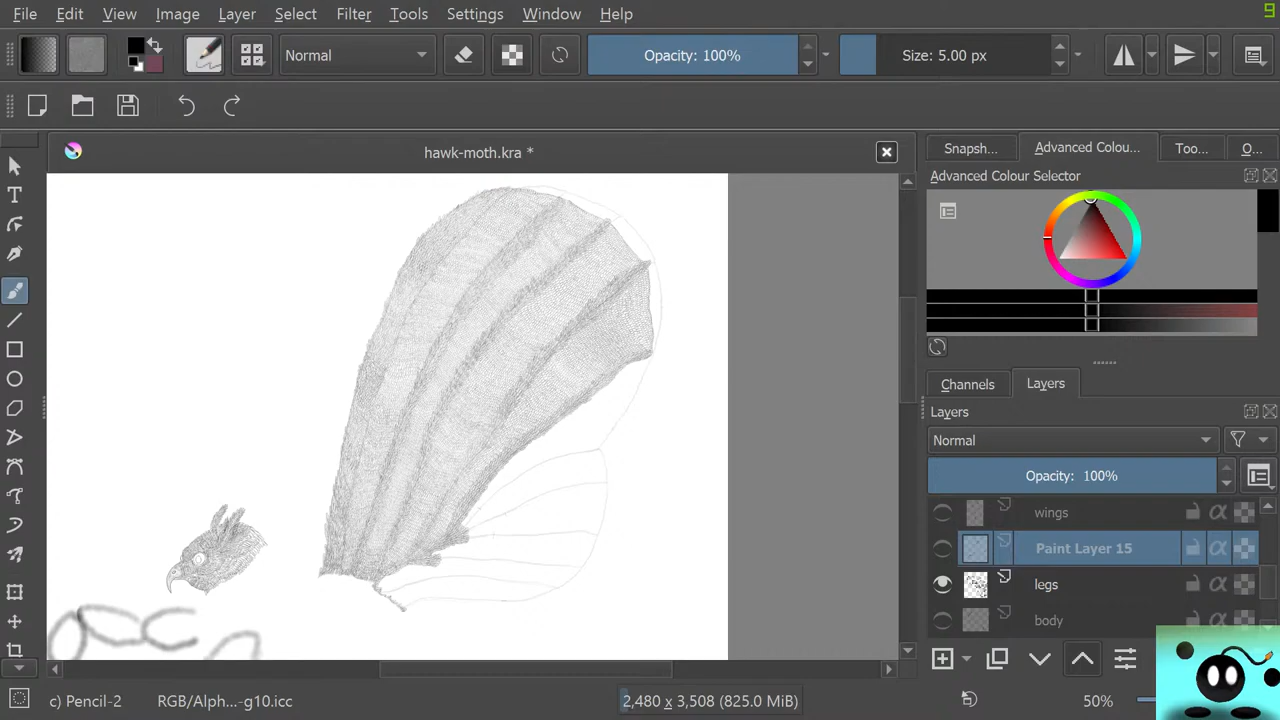 File Edit View Image Layer Select Filter Tools Settings Window Help
9
Normal
Opacity: 100%
Size: 5.00 px
hawk-moth.kra *
Snapsh...
Advanced Colou...
Too...
O...
Advanced Colour Selector
Channels
Layers
Layers
Normal
Opacity: 100%
wings
Paint Layer 15
legs
body
c) Pencil-2
RGB/Alph...-g10.icc
2,480 x 3,508 (825.0 MiB)
50%